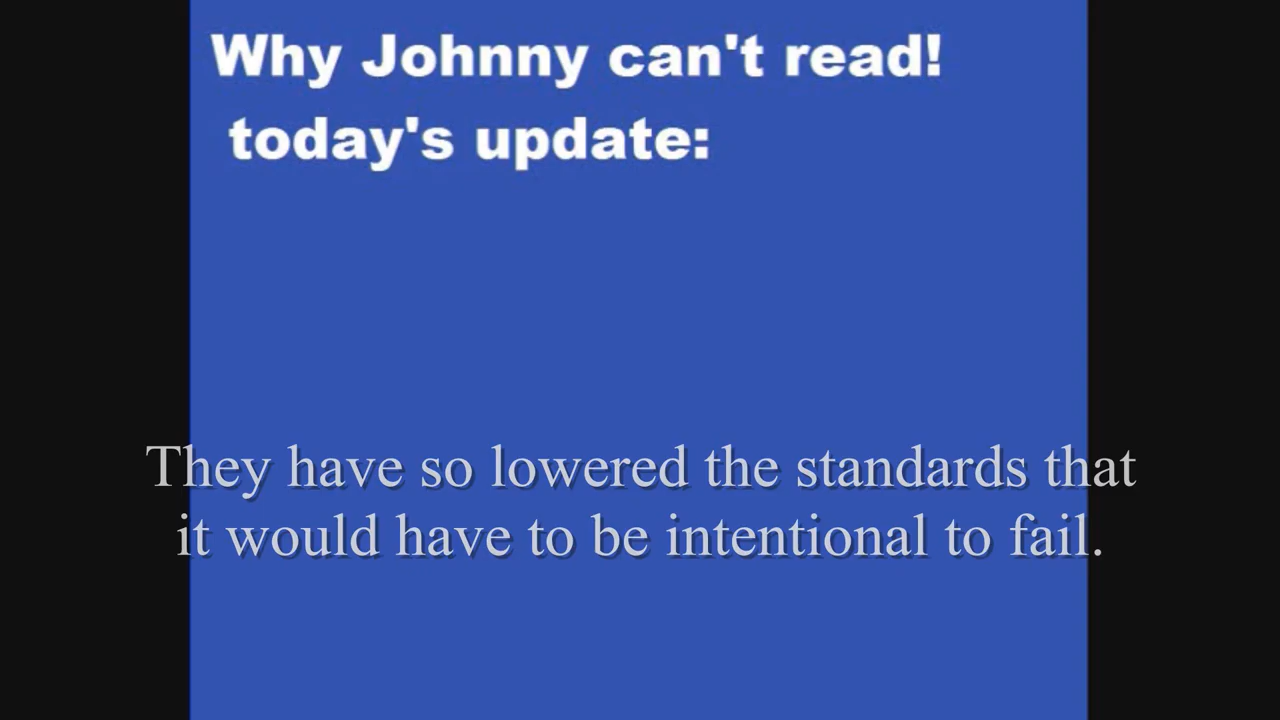 Why Johnny can't read!
today's update:
They have so lowered the standards that
it would have to be intentional to fail.